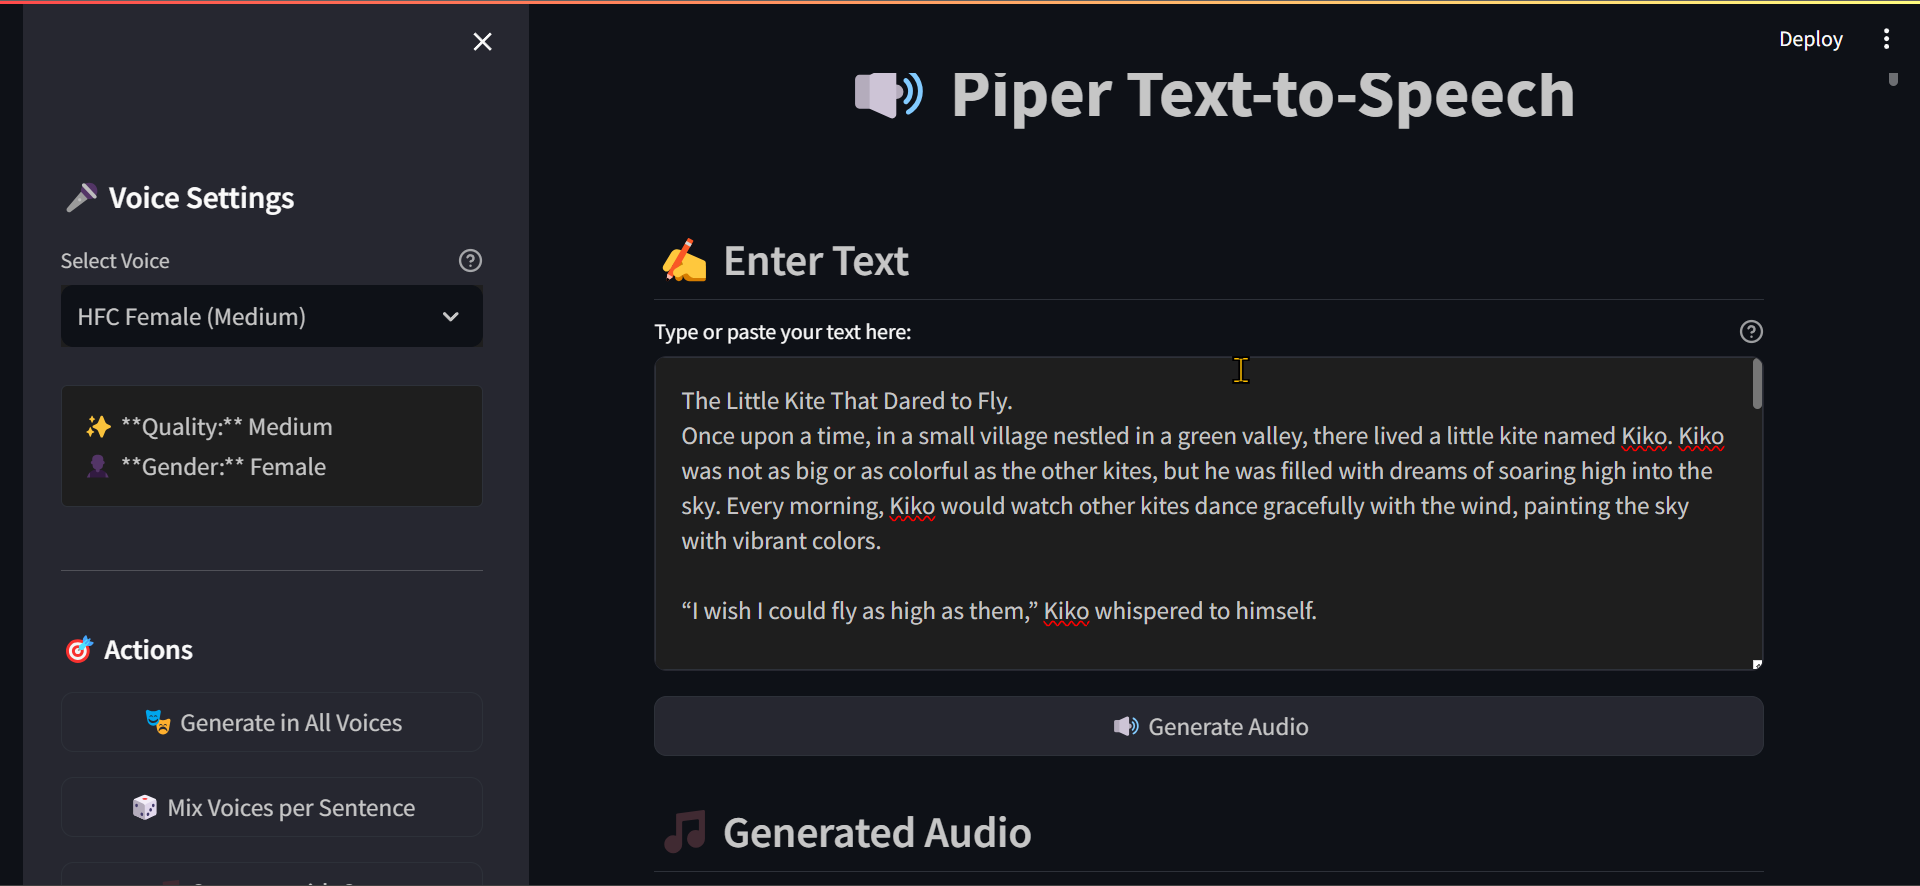 Deploy
Piper Text-to-Speech
Voice Settings
Select Voice
HFC Female (Medium)
**Quality:** Medium
**Gender:** Female
Actions
Generate in All Voices
Mix Voices per Sentence
Enter Text
Type or paste your text here:
The Little Kite That Dared to Fly.
Once upon a time, in a small village nestled in a green valley, there lived a little kite named Kiko. Kiko
was not as big or as colorful as the other kites, but he was filled with dreams of soaring high into the
sky. Every morning, Kiko would watch other kites dance gracefully with the wind, painting the sky
with vibrant colors.
“I wish I could fly as high as them,” Kiko whispered to himself.
Generate Audio
Generated Audio